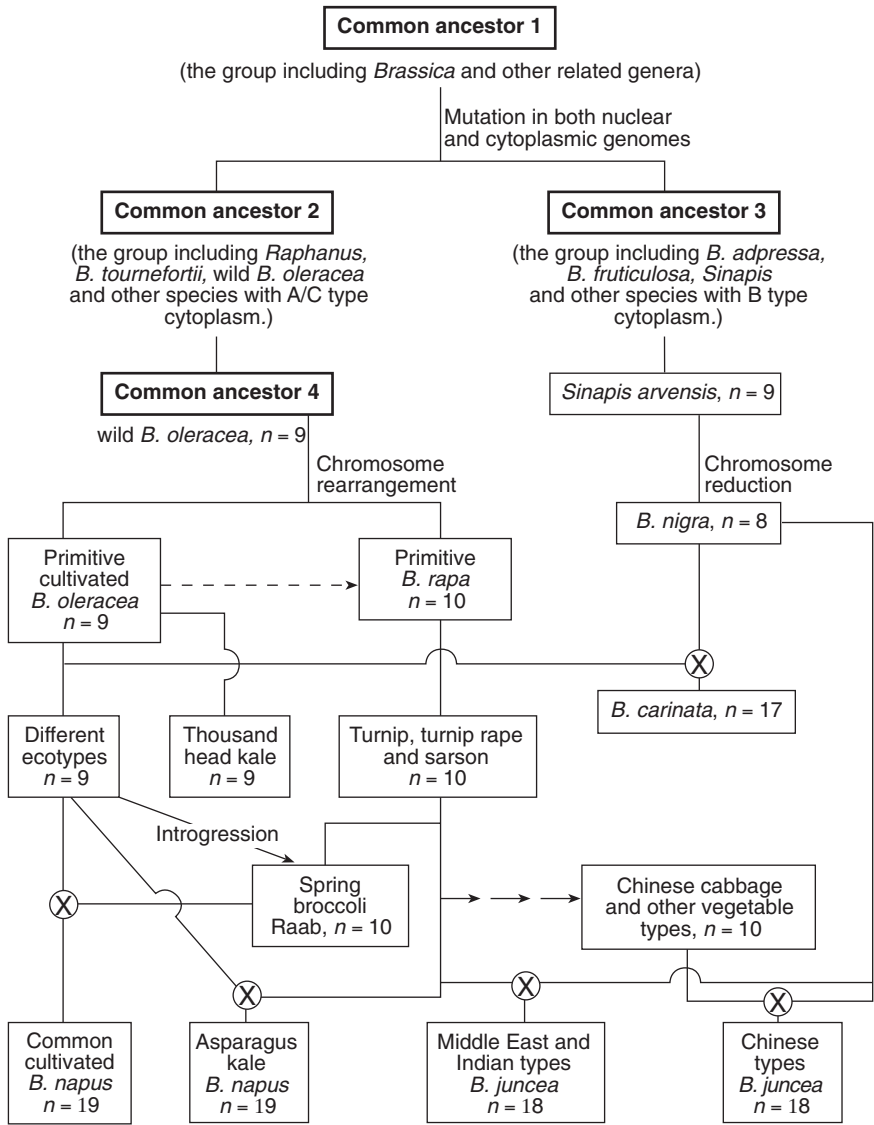 Common ancestor 1
(the group including Brassica and other related genera)
Mutation in both nuclear
and cytoplasmic genomes
Common ancestor 2
(the group including Raphanus,
B. tournefortii, wild B. oleracea
and other species with A/C type
cytoplasm.)
Common ancestor 3
(the group including B. adpressa,
B. fruticulosa, Sinapis
and other species with B type
cytoplasm.)
Common ancestor 4
wild B. oleracea, n = 9
Sinapis arvensis, n = 9
Chromosome
rearrangement
Chromosome
reduction
B. nigra, n = 8
Primitive
cultivated
B. oleracea
n = 9
Primitive
B. rapa
n = 10
X
B. carinata, n = 17
Different
ecotypes
n = 9
Thousand
head kale
n = 9
Turnip, turnip rape
and sarson
n = 10
Introgression
X
Spring
broccoli
Raab, n = 10
Chinese cabbage
and other vegetable
types, n = 10
X
X
X
Common
cultivated
B. napus
n = 19
Asparagus
kale
B. napus
n = 19
Middle East and
Indian types
B. juncea
n = 18
Chinese
types
B. juncea
n = 18